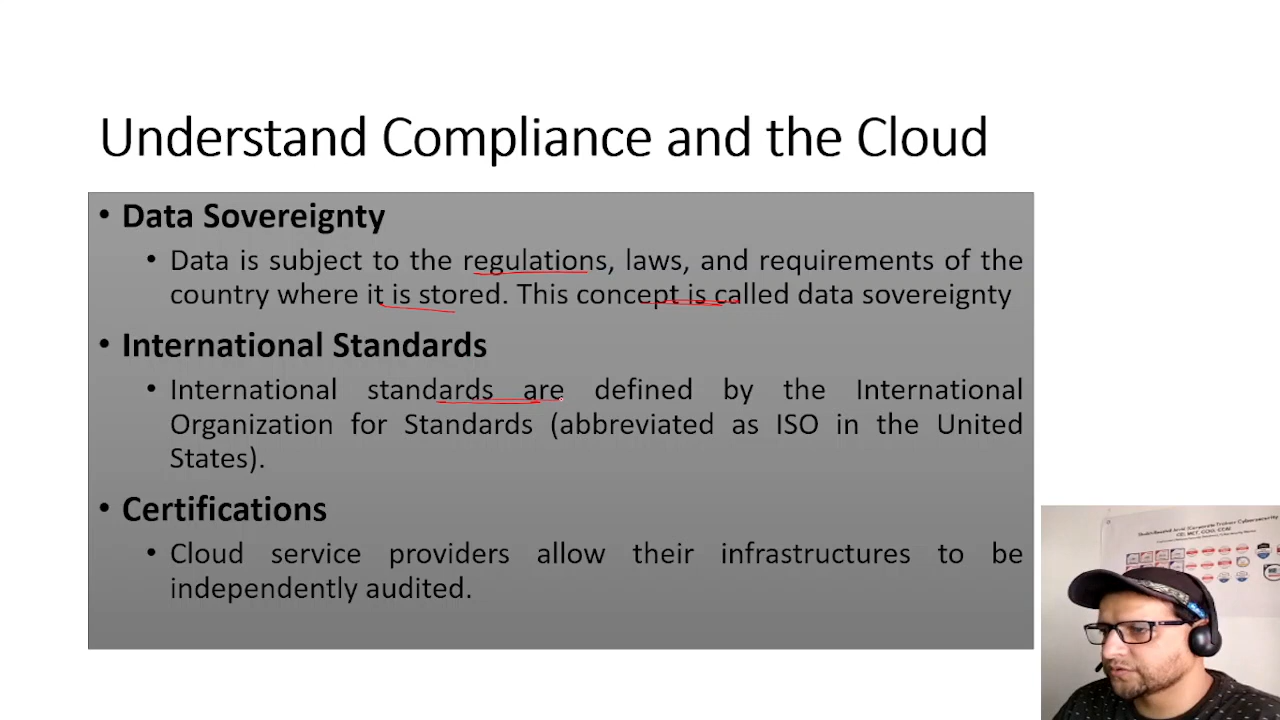 Understand Compliance and the Cloud
• Data Sovereignty
• Data is subject to the regulations, laws, and requirements of the
country where it is stored. This concept is called data sovereignty
• International Standards
• International standards are defined by the International
Organization for Standards (abbreviated as ISO in the United
States).
• Certifications
• Cloud service providers allow their infrastructures to be
independently audited.